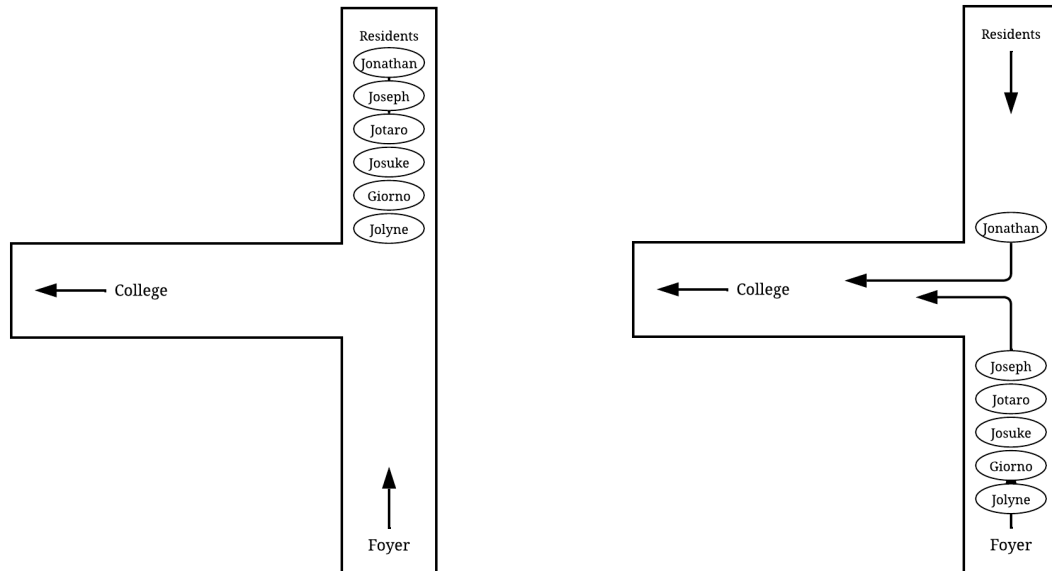 Residents
Jonathan
Joseph
Jotaro
Josuke
Giorno
Jolyne
College
Foyer
Residents
Jonathan
College
Joseph
Jotaro
Josuke
Giorno
Jolyne
Foyer